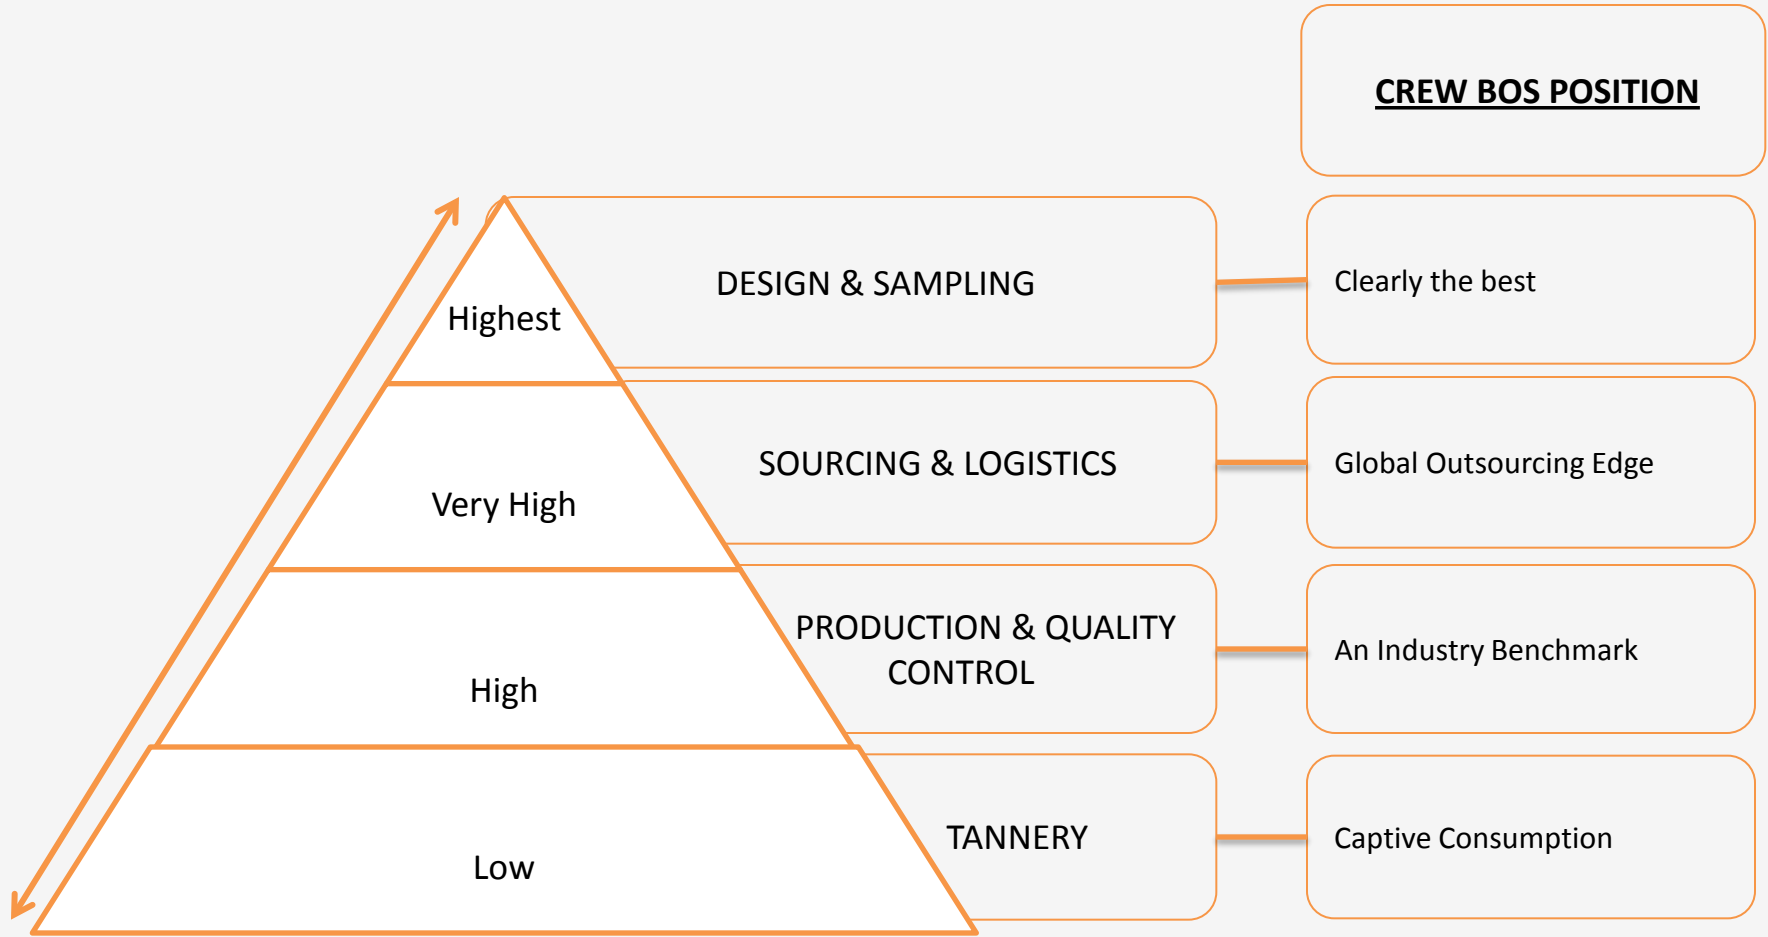 CREW BOS POSITION
Highest
DESIGN & SAMPLING
Clearly the best
Very High
SOURCING & LOGISTICS
Global Outsourcing Edge
High
PRODUCTION & QUALITY
CONTROL
An Industry Benchmark
Low
TANNERY
Captive Consumption